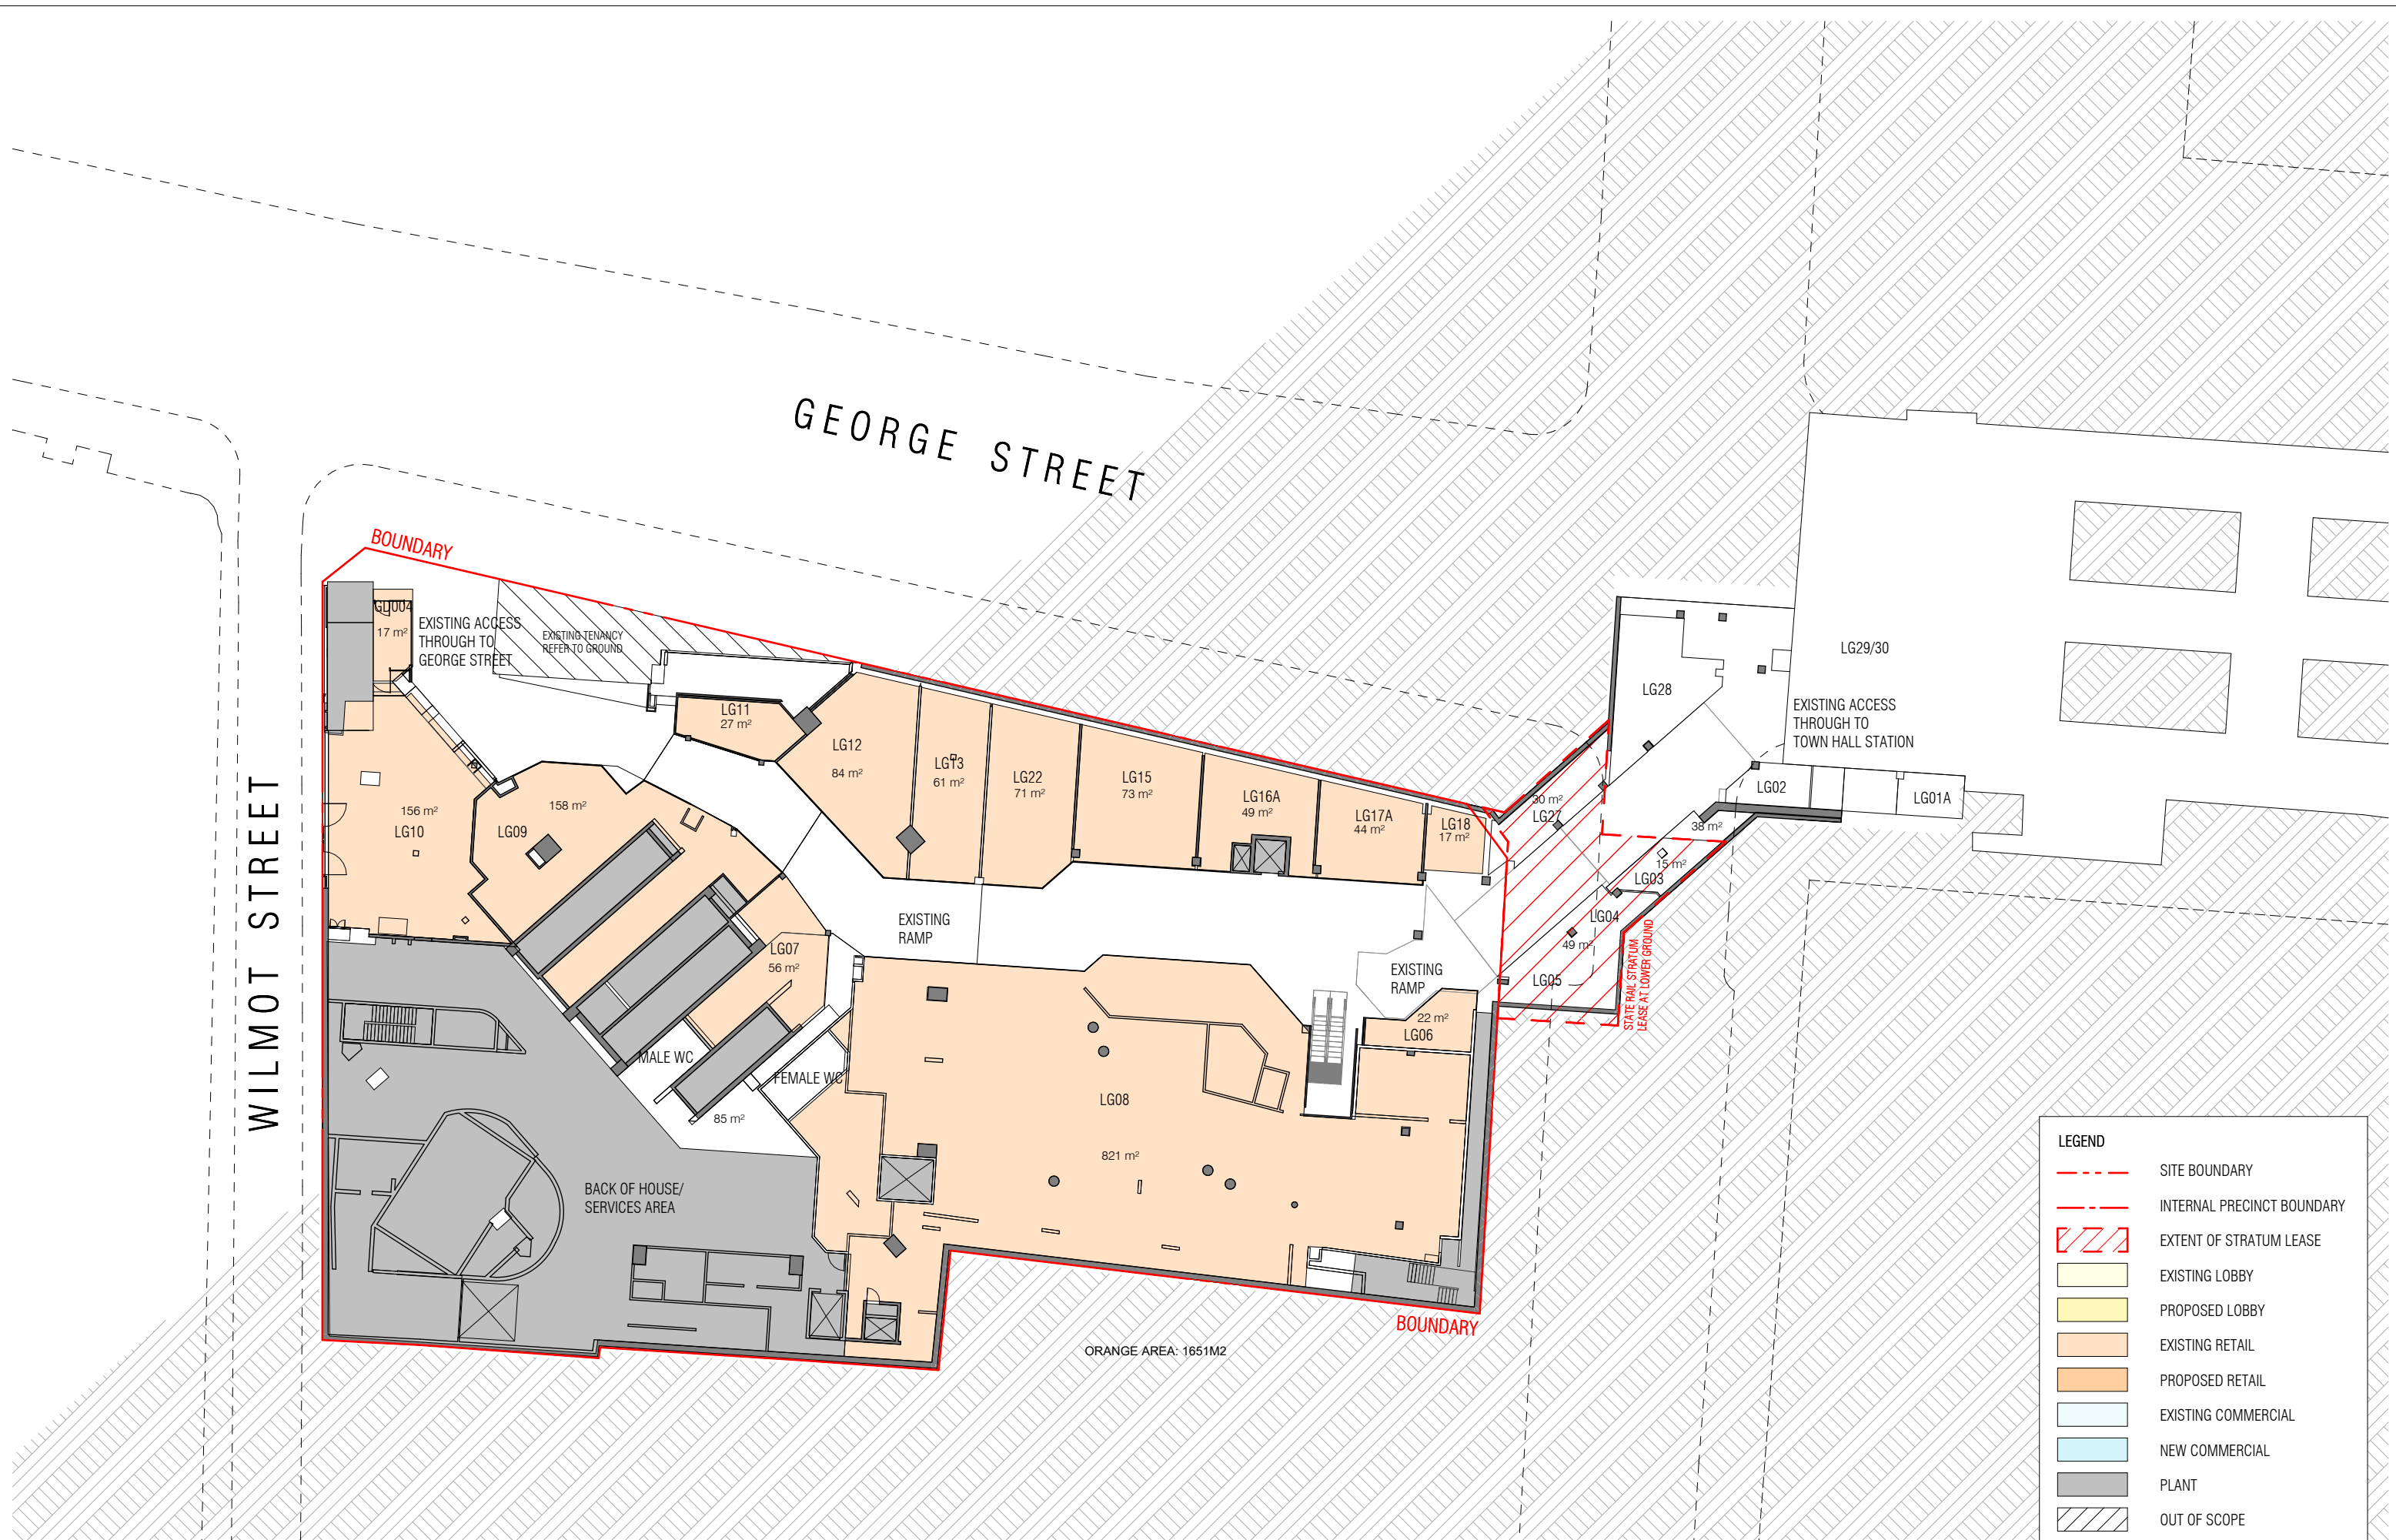 GEORGE STREET
WILMOT STREET
BOUNDARY
17 m²
EXISTING ACCESS
THROUGH TO
GEORGE STREET
EXISTING TENANCY
REFER TO GROUND
LG11
27 m²
LG12
84 m²
LG13
61 m²
LG22
71 m²
LG15
73 m²
LG16A
49 m²
LG17A
44 m²
LG18
17 m²
30 m²
LG27
LG28
LG29/30
EXISTING ACCESS
THROUGH TO
TOWN HALL STATION
LG02
LG01A
38 m²
15 m²
LG03
LG04
49 m²
LG05
STATE RAIL STRATUM
LEASE AT LOWER GROUND
156 m²
LG10
158 m²
LG09
LG07
56 m²
EXISTING
RAMP
EXISTING
RAMP
22 m²
LG06
MALE WC
FEMALE WC
85 m²
LG08
821 m²
BACK OF HOUSE/
SERVICES AREA
BOUNDARY
ORANGE AREA: 1651M2
LEGEND
SITE BOUNDARY
INTERNAL PRECINCT BOUNDARY
EXTENT OF STRATUM LEASE
EXISTING LOBBY
PROPOSED LOBBY
EXISTING RETAIL
PROPOSED RETAIL
EXISTING COMMERCIAL
NEW COMMERCIAL
PLANT
OUT OF SCOPE